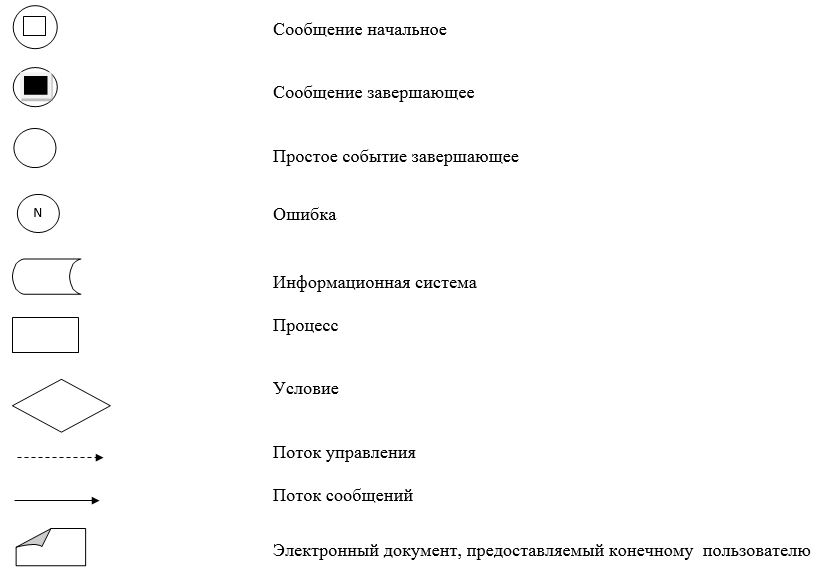 Сообщение начальное
Сообщение завершающее
Простое событие завершающее
N
Ошибка
Информационная система
Процесс
Условие
Поток управления
Поток сообщений
Электронный документ, предоставляемый конечному пользователю